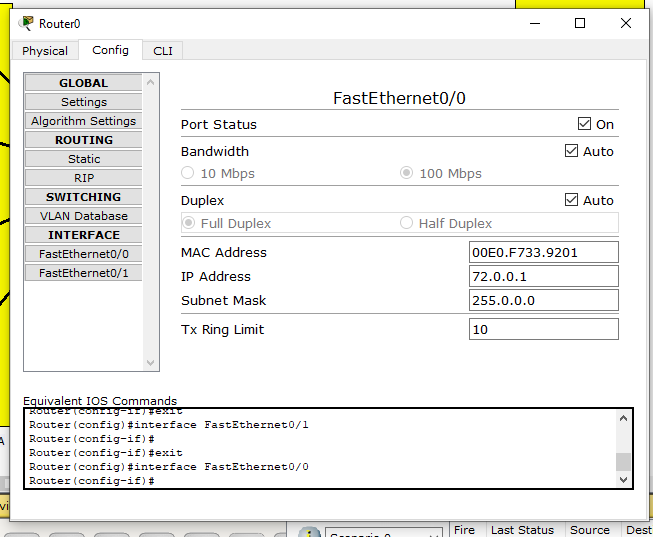 Router0
Physical
Config
CLI
GLOBAL
Settings
Algorithm Settings
ROUTING
Static
RIP
SWITCHING
VLAN Database
INTERFACE
FastEthernet0/0
FastEthernet0/1
FastEthernet0/0
Port Status On
Bandwidth Auto
10 Mbps 100 Mbps
Duplex Auto
Full Duplex Half Duplex
MAC Address 00E0.F733.9201
IP Address 72.0.0.1
Subnet Mask 255.0.0.0
Tx Ring Limit 10
Equivalent IOS Commands
Router(config-if)#exit
Router(config)#interface FastEthernet0/1
Router(config-if)#
Router(config-if)#exit
Router(config)#interface FastEthernet0/0
Router(config-if)#
A
Scenario 0
Fire Last Status Source Dest